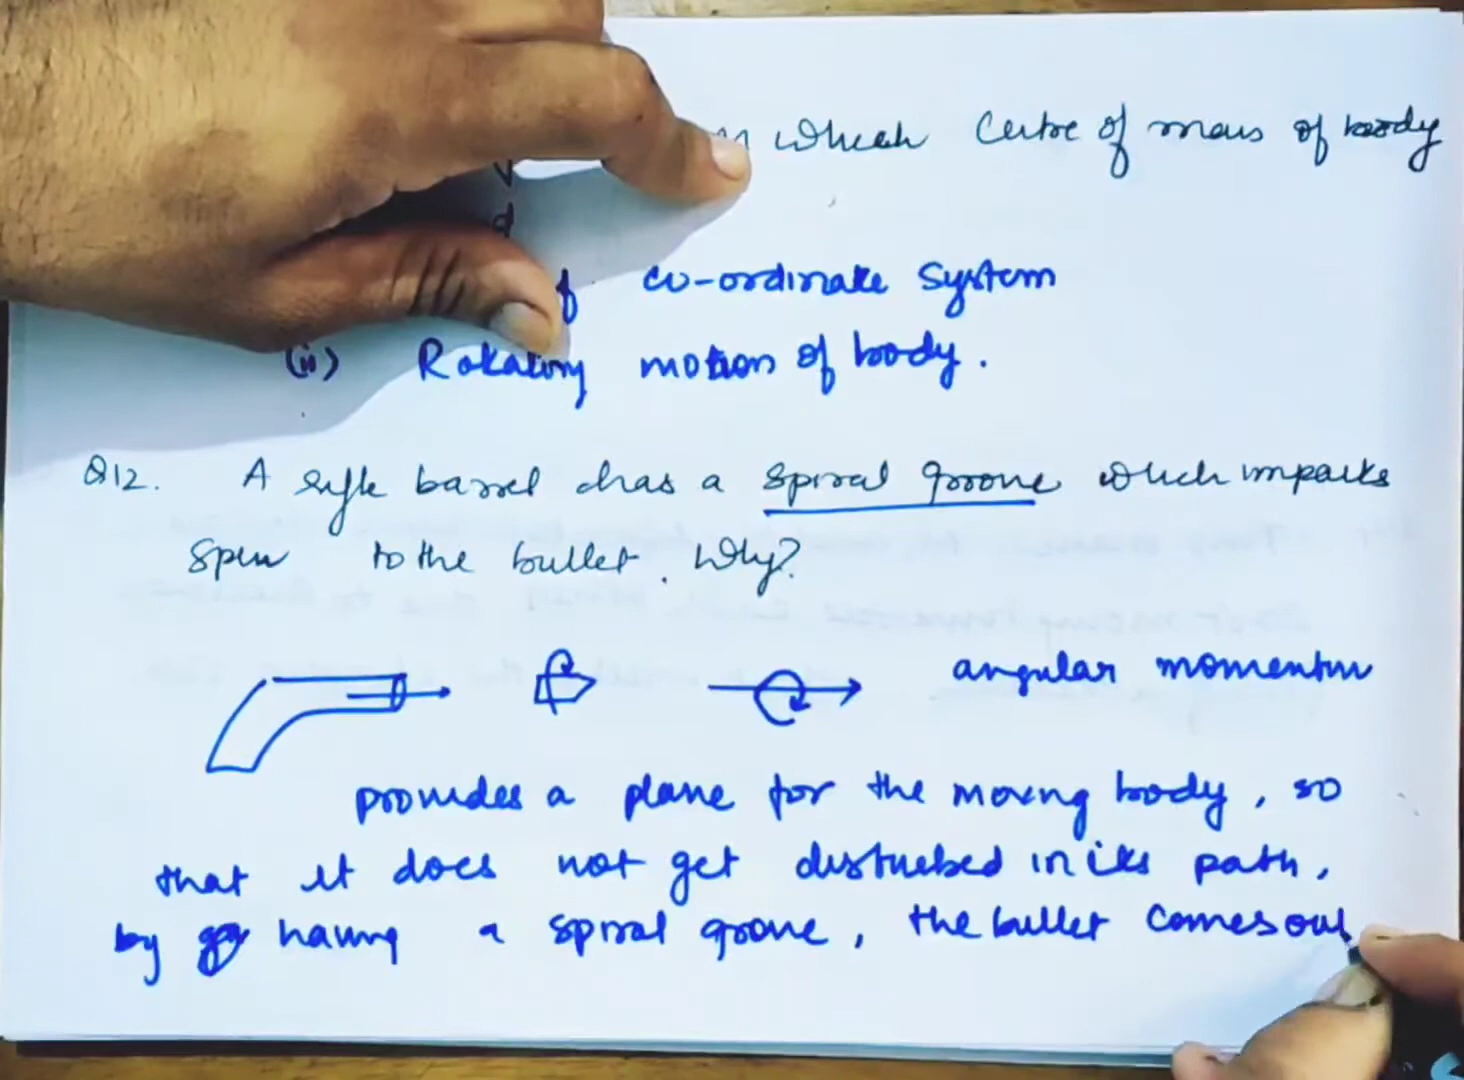 which Centre of mass of body
of co-ordinate system
(ii) Rotatory motion of body.
Q12. A rifle barrel has a spiral groove which imparts
spin to the bullet. Why?
angular momentum
provides a plane for the moving body, so
that it does not get disturbed in its path,
by having a spiral groove, the bullet comes out